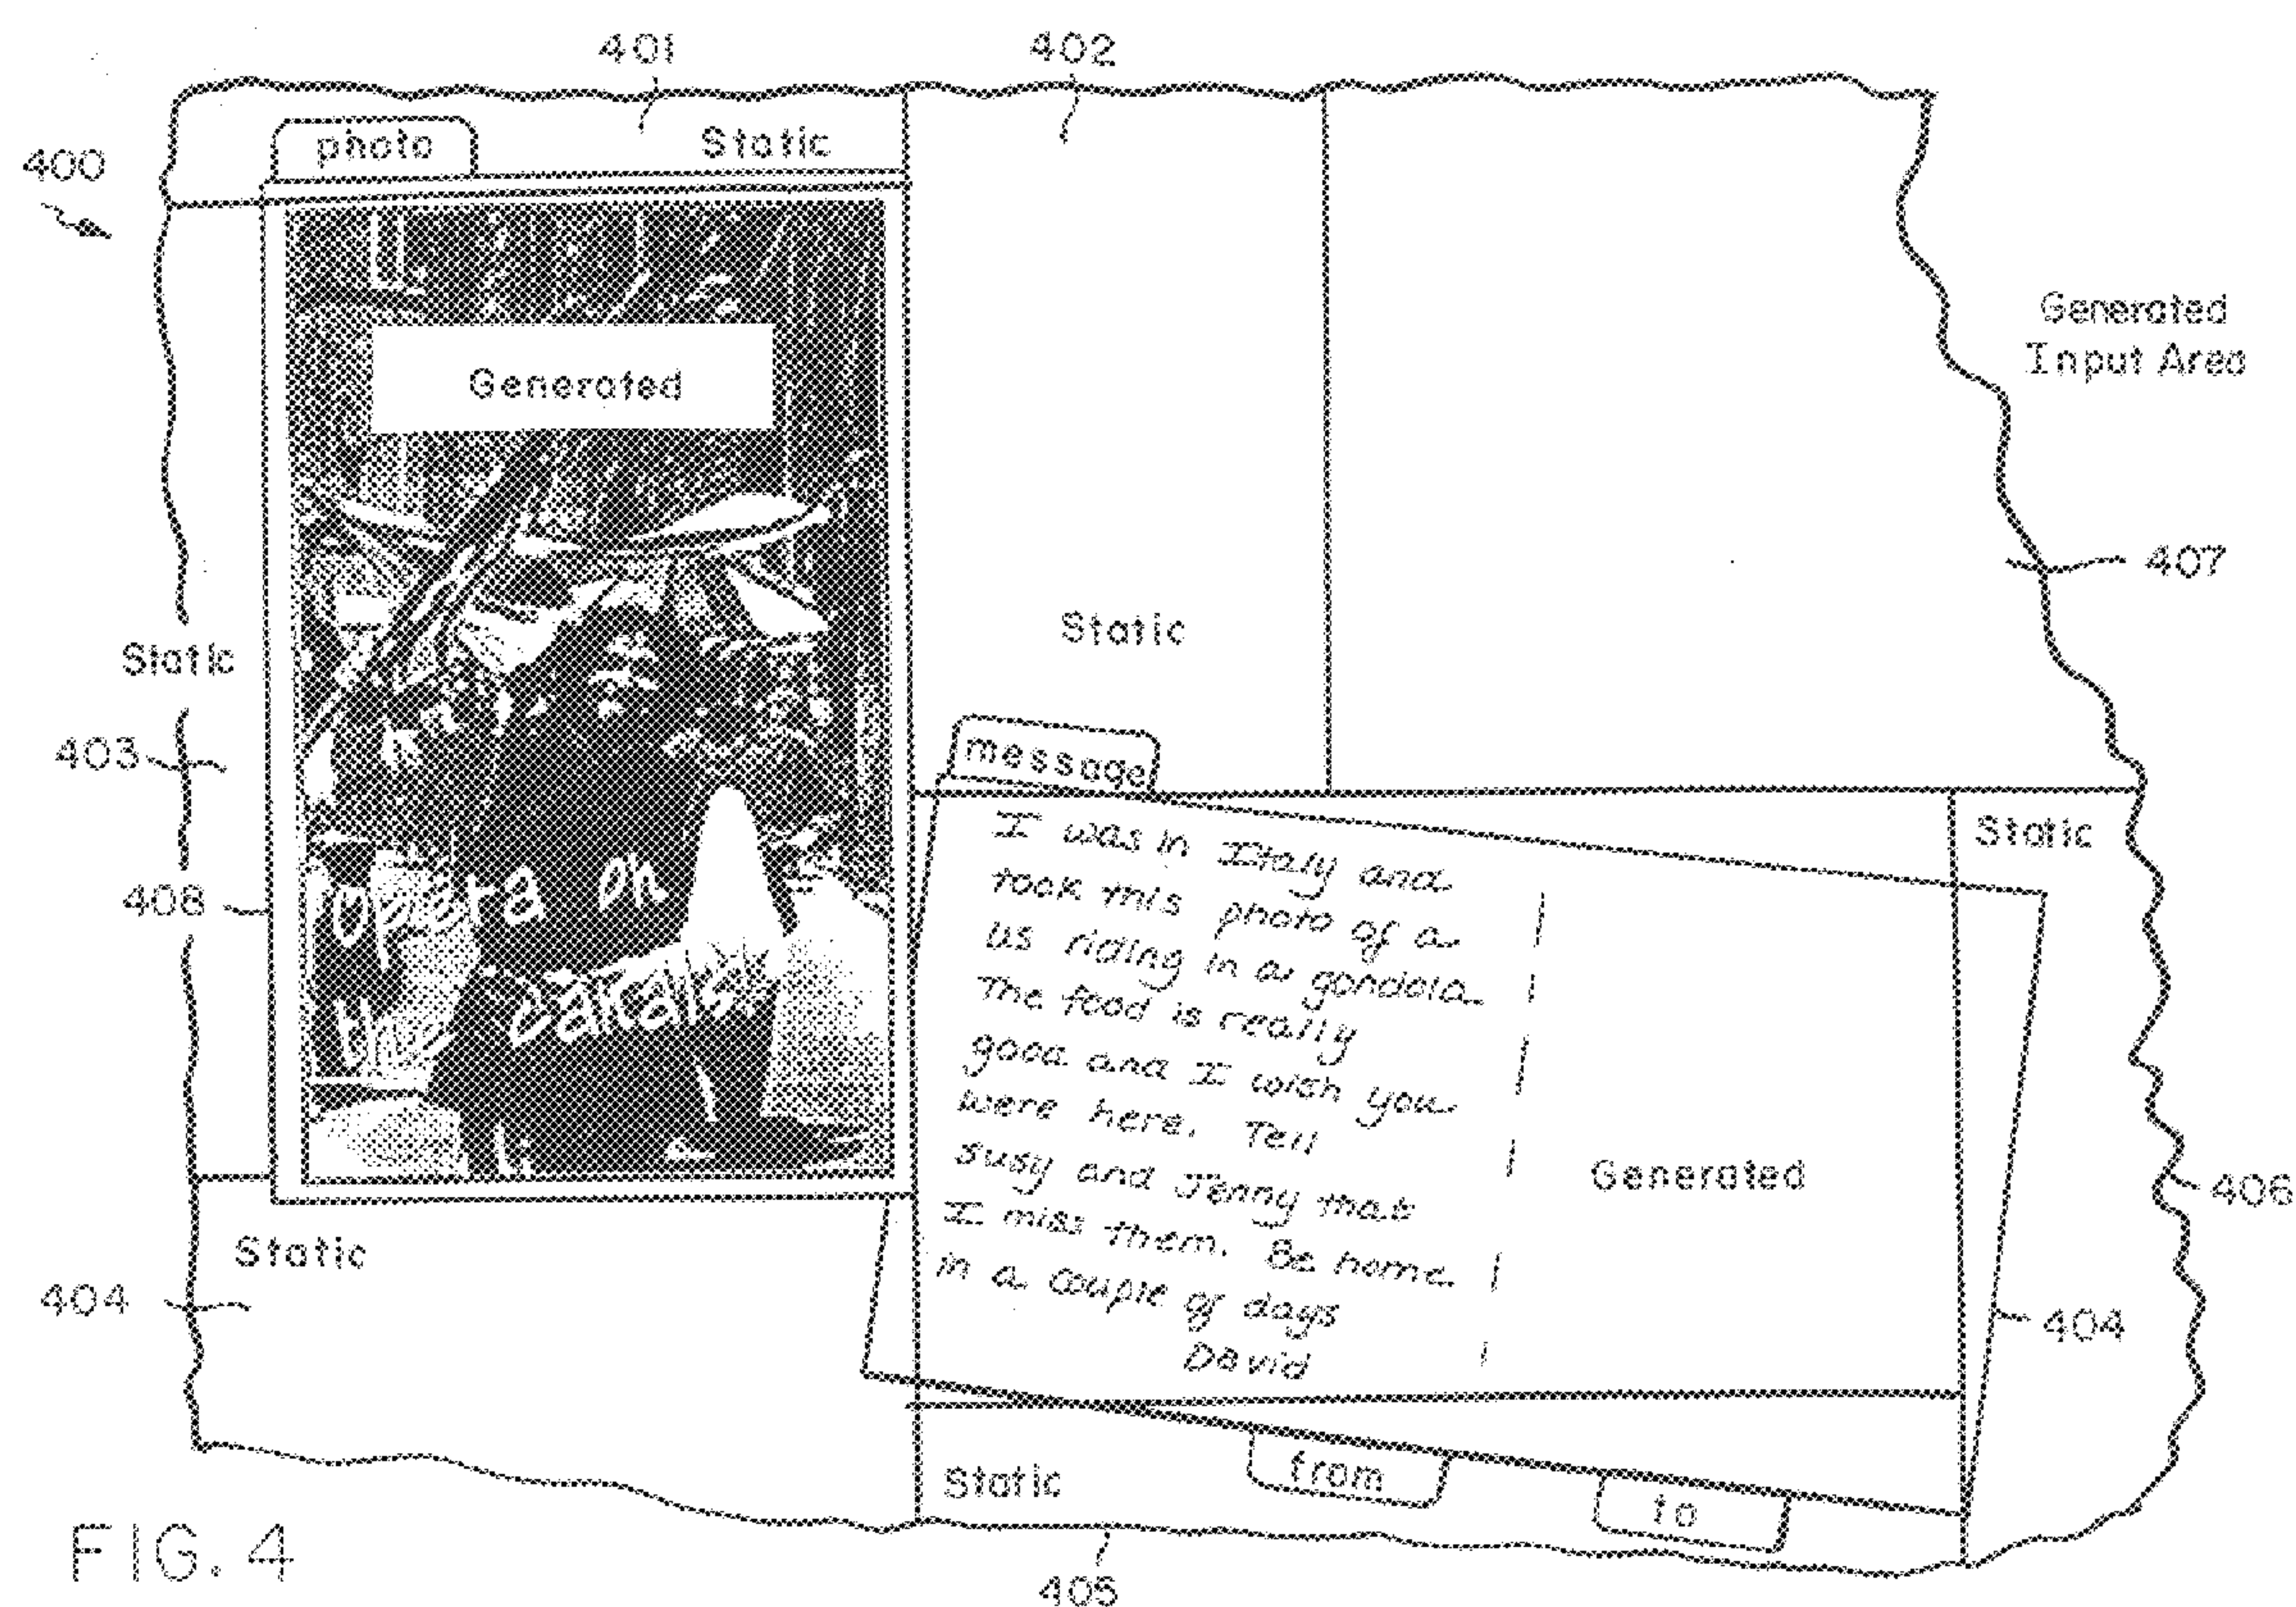 401
402
400
photo
Static
Generated
Generated
Input Area
407
Static
Static
403
408
message
Static
I was in Italy and
took this photo of a
us riding in a gondola
The food is really
good and I wish you
were here. Tell
Susy and Jenny that
I miss them. Be home
in a couple of days
David
Opera on
the canals
Generated
406
Static
404
404
Static
from
to
405
FIG. 4